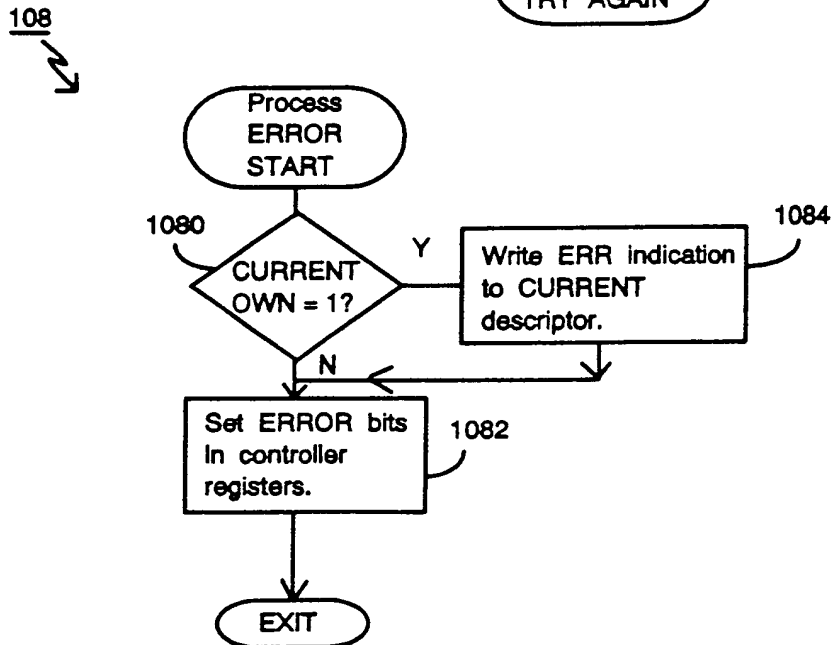 108
TRY AGAIN
Process
ERROR
START
1080
CURRENT
OWN = 1?
Y
Write ERR indication
to CURRENT
descriptor.
1084
N
Set ERROR bits
in controller
registers.
1082
EXIT